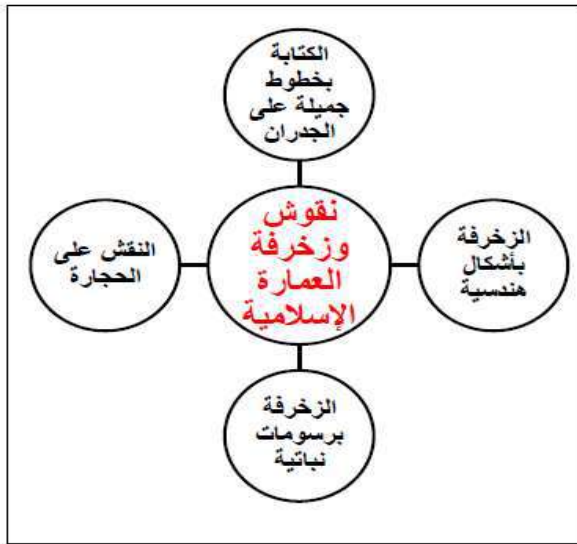 الكتابة
بخطوط
جميلة على
الجدران
نقوش
وزخرفة
العمارة
الإسلامية
الزخرفة
بأشكال
هندسية
النقش على
الحجارة
الزخرفة
برسومات
نباتية